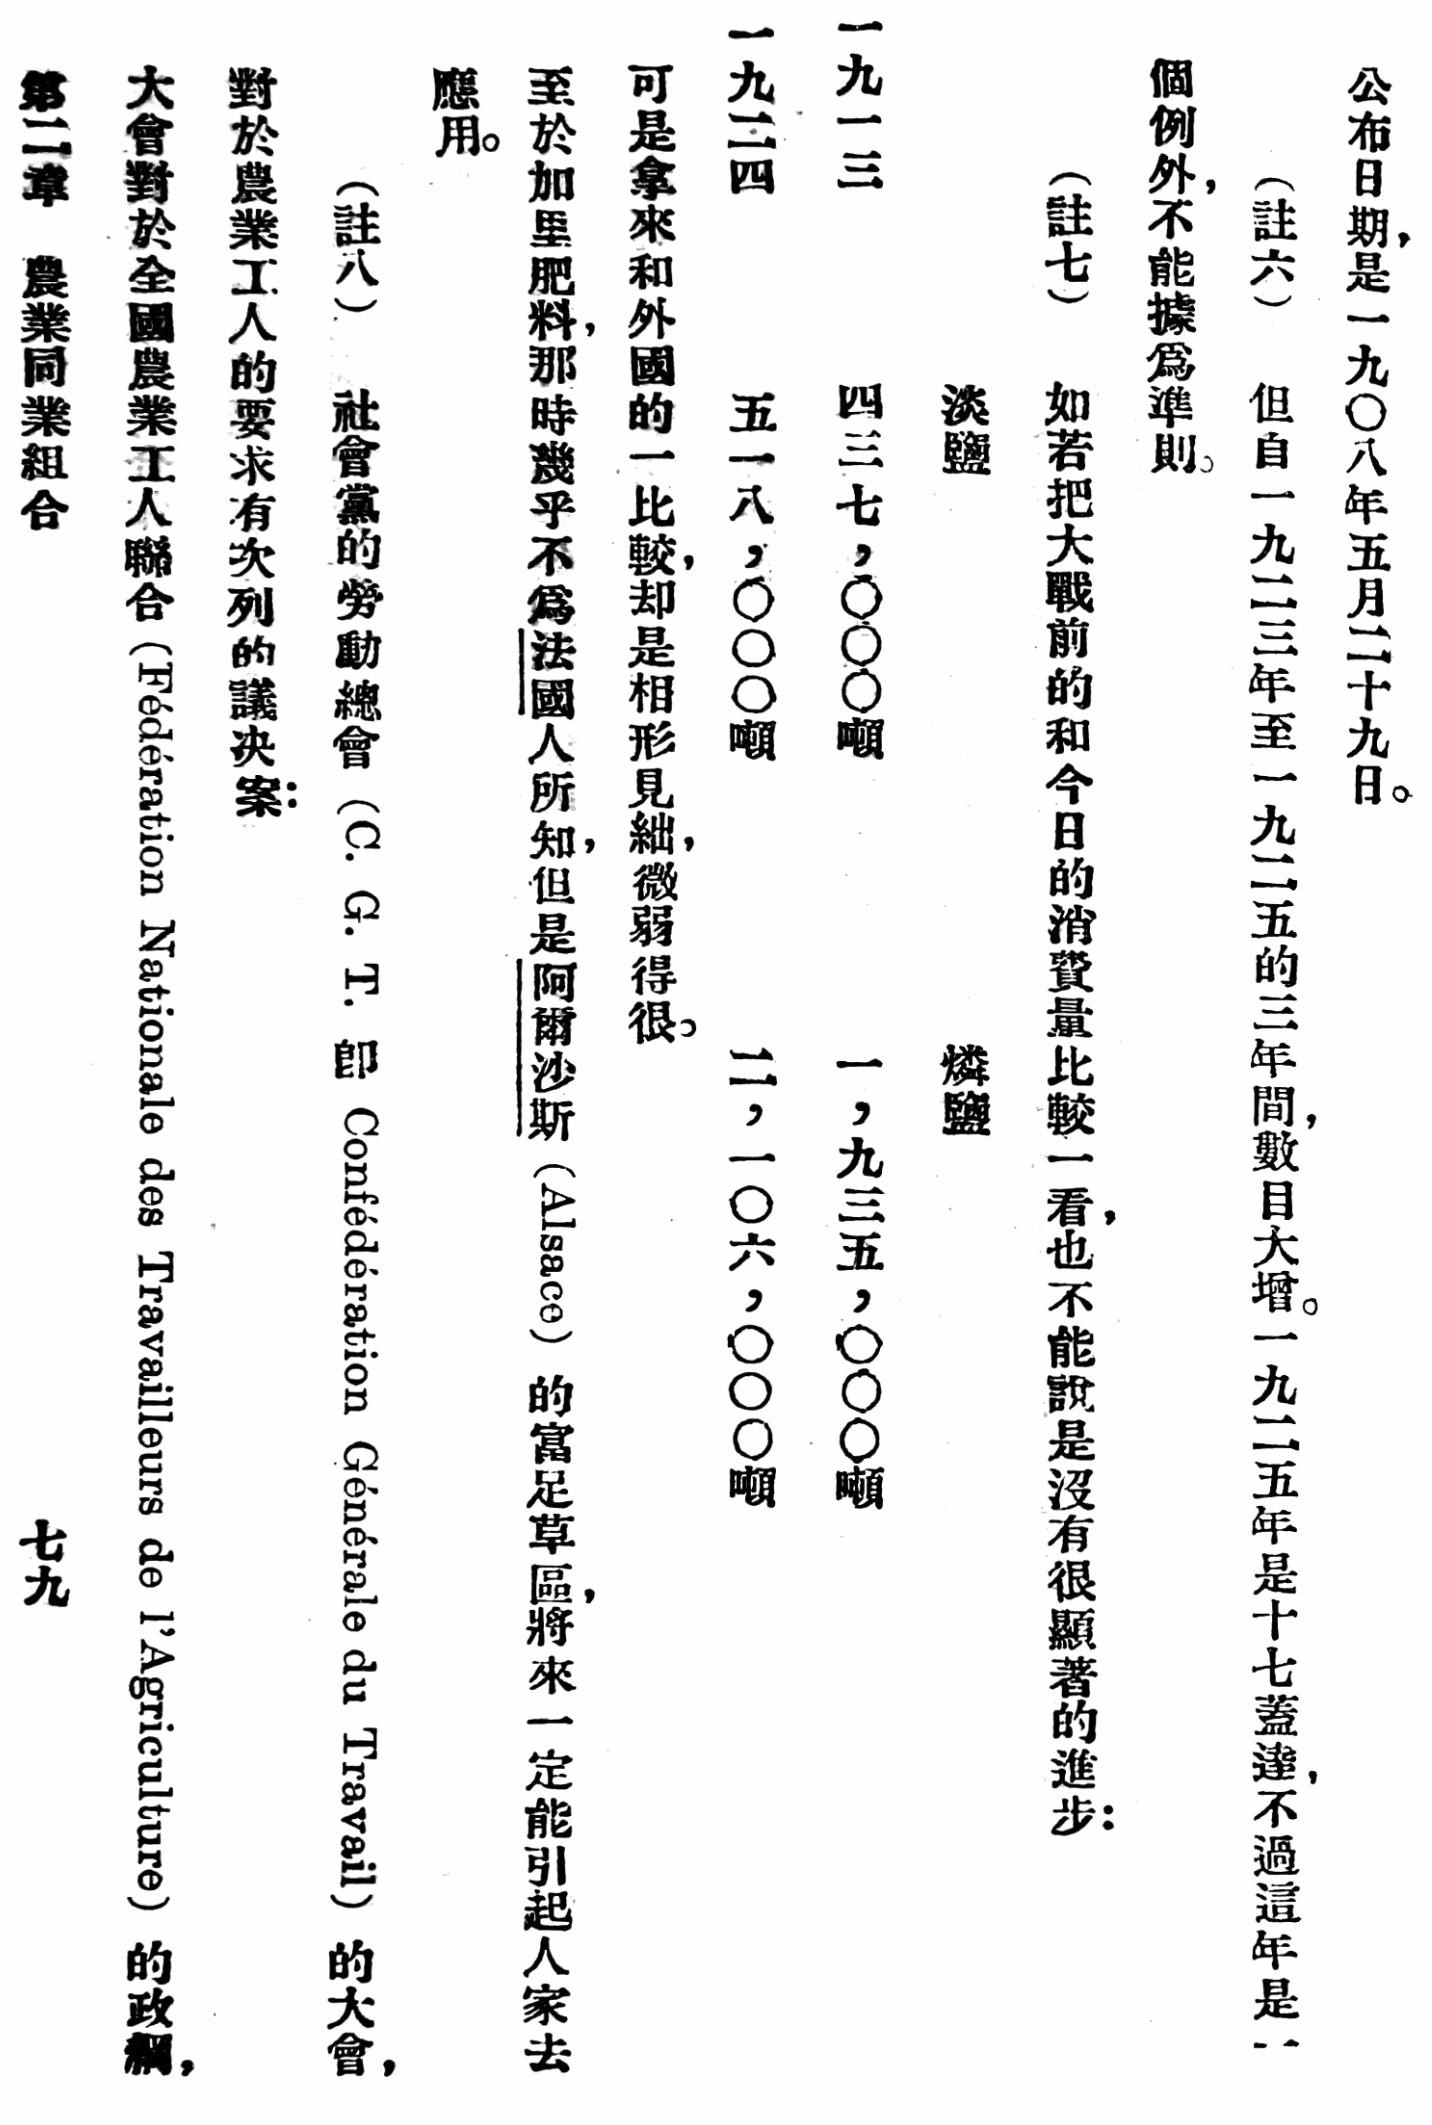 公布日期，是一九〇八年五月二十九日。
（註六）　但自一九二三年至一九二五的三年間，數目大增。一九二五年是十七蓋達，不過這年是一
個例外，不能據爲準則。
（註七）　如若把大戰前的和今日的消費量比較一看，也不能說是沒有很顯著的進步：
淡鹽　燐鹽
一九一三　四三七，〇〇〇噸　一，九三五，〇〇〇噸
一九二四　五一八，〇〇〇噸　二，一〇六，〇〇〇噸
可是拿來和外國的一比較，却是相形見絀，微弱得很。
至於加里肥料，那時幾乎不爲法國人所知，但是阿爾沙斯（Alsace）的富足草區，將來一定能引起人家去
應用。
（註八）　社會黨的勞動總會（C. G. T. 卽 Confédération Générale du Travail）的大會，
對於農業工人的要求有次列的議决案：
大會對於全國農業工人聯合（Fédération Nationale des Travailleurs de l'Agriculture）的政綱，
第二章　農業同業組合　七九